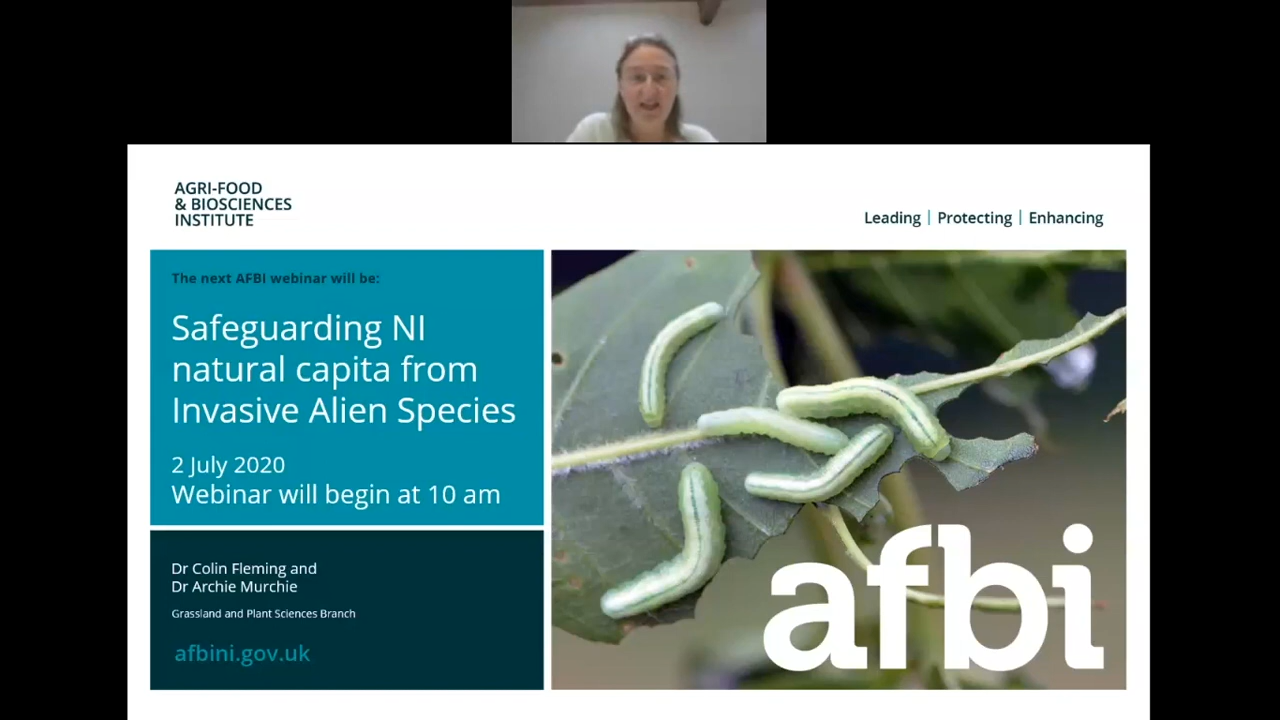 AGRI-FOOD
& BIOSCIENCES
INSTITUTE
Leading | Protecting | Enhancing
The next AFBI webinar will be:
Safeguarding NI
natural capita from
Invasive Alien Species
2 July 2020
Webinar will begin at 10 am
Dr Colin Fleming and
Dr Archie Murchie
Grassland and Plant Sciences Branch
afbini.gov.uk
afbi